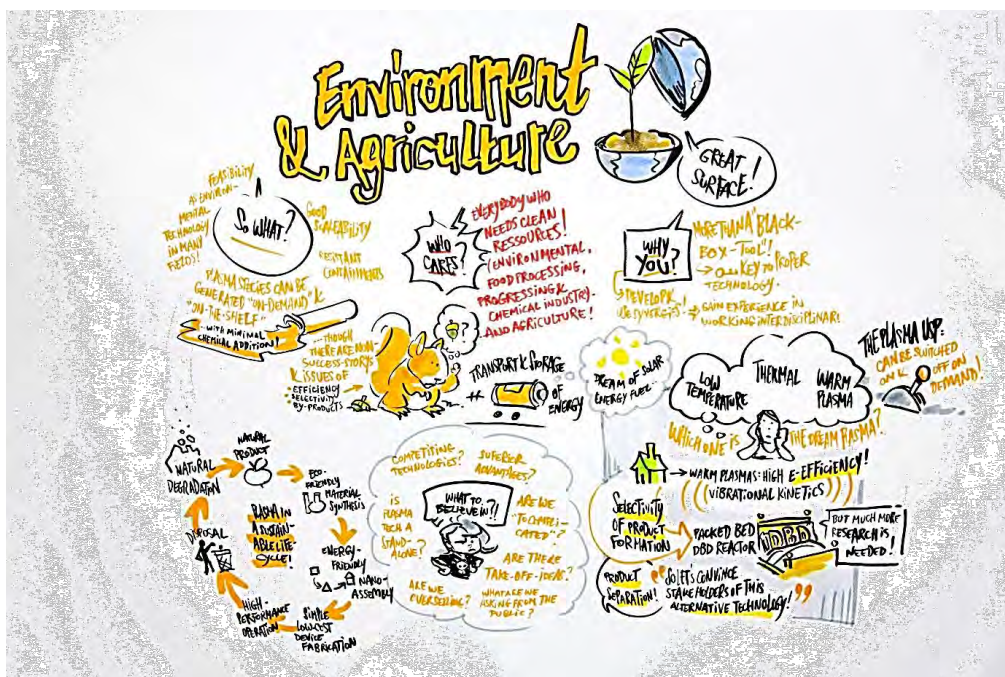 Environment
& Agriculture
GREAT
SURFACE!
FEASIBILITY
AS ENVIRON-
MENTAL
TECHNOLOGY
IN MANY
FIELDS!
SO WHAT?
GOOD
SCALEABILITY
RESISTANT
CONTAINMENTS
PLASMA SPECIES CAN BE
GENERATED "ON-DEMAND" &
"ON-THE-SHELF"
- WITH MINIMAL
CHEMICAL ADDITION!
WHO
CARES?
EVERYBODY WHO
NEEDS CLEAN
RESSOURCES!
(ENVIRONMENTAL,
FOOD PROCESSING,
PROGRESSING &
CHEMICAL INDUSTRY.
AND AGRICULTURE!
WHY
YOU?
MORE THAN A "BLACK-
BOX-TOOL"!
→ KEY TO PROPER
TECHNOLOGY.
→ DEVELOP &
USE SYNERGIES!
→ GAIN EXPERIENCE IN
WORKING INTERDISCIPLINAR!
...THOUGH
THERE ARE NON-
SUCCESS-STORYS
& ISSUES OF
• EFFICIENCY
• SELECTIVITY
• BY-PRODUCTS
TRANSPORT & STORAGE
OF
ENERGY
DREAM OF SOLAR
ENERGY FUEL
LOW
TEMPERATURE
THERMAL
WARM
PLASMA
WHICH ONE IS THE DREAM PLASMA?
THE PLASMA USP:
CAN BE SWITCHED
ON & OFF ON
DEMAND!
NATURAL
DEGRADATION
NATURAL
PRODUCT
ECO-
FRIENDLY
MATERIAL
SYNTHESIS
ENERGY-
FRIENDLY
NANO-
ASSEMBLY
SIMPLE
LOWCOST
DEVICE
FABRICATION
HIGH-
PERFORMANCE
OPERATION
DISPOSAL
PLASMA IN
A SUSTAIN-
ABLE LIFE-
CYCLE!
COMPETITING
TECHNOLOGIES?
SUPERIOR
ADVANTAGES?
IS
PLASMA
TECH A
STAND-
ALONE?
WHAT TO
BELIEVE IN?!
ARE WE
"TO COMPLI-
CATED"?
ARE THERE
TAKE-OFF-IDEAS?
ARE WE
OVERSELLING?
WHAT ARE WE
ASKING FROM THE
PUBLIC?
→ WARM PLASMAS: HIGH E-EFFICIENCY!
((VIBRATIONAL KINETICS))
SELECTIVITY
OF PRODUCT
FORMATION
PACKED BED
DBD REACTOR
DBD
BUT MUCH MORE
RESEARCH IS
NEEDED!
PRODUCT
SEPARATION!
"SO LET'S CONVINCE
STAKEHOLDERS OF THIS
ALTERNATIVE TECHNOLOGY!"